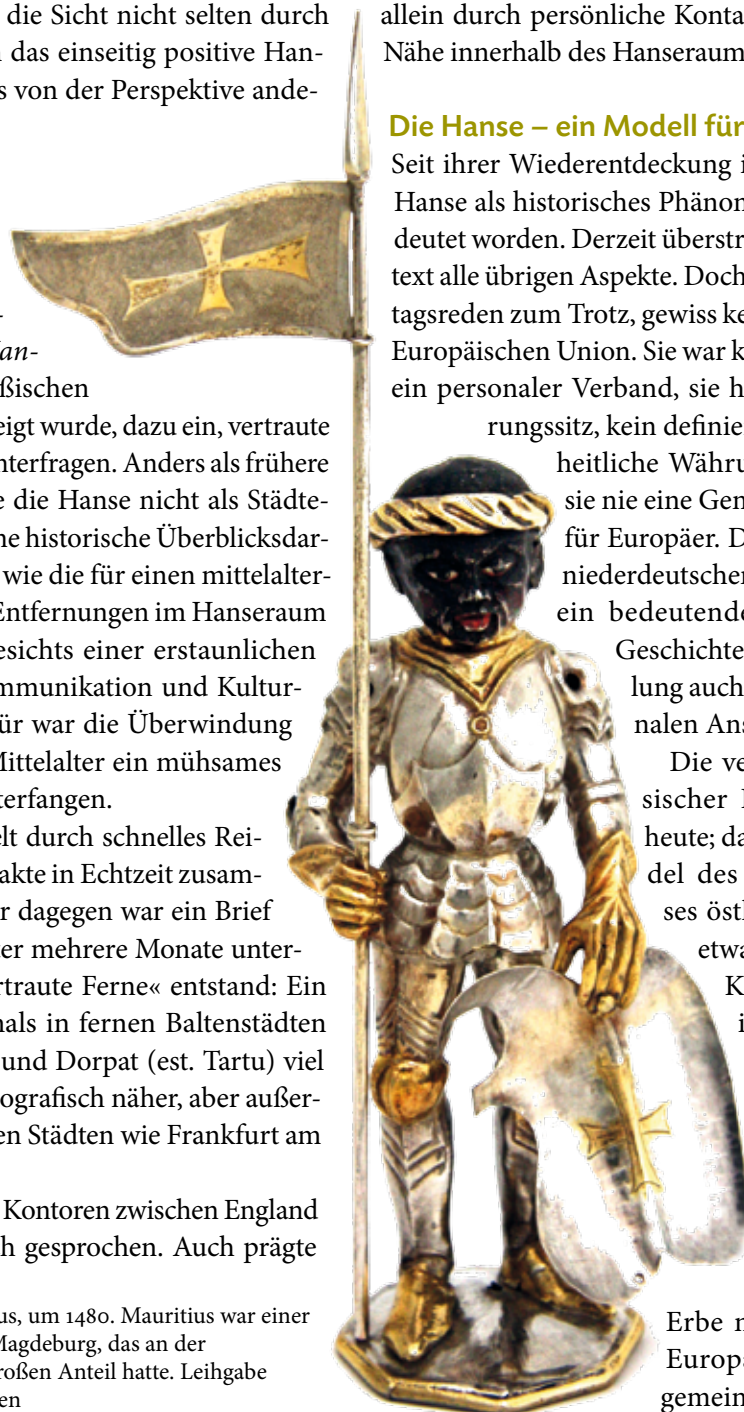 die Sicht nicht selten durch
das einseitig positive Han-
von der Perspektive ande-
-
an-
ßischen
eigt wurde, dazu ein, vertraute
nterfragen. Anders als frühere
die Hanse nicht als Städte-
ne historische Überblicksdar-
wie die für einen mittelalter-
Entfernungen im Hanseraum
esichts einer erstaunlichen
mmunikation und Kultur-
für war die Überwindung
Mittelalter ein mühsames
terfangen.
elt durch schnelles Rei-
akte in Echtzeit zusam-
r dagegen war ein Brief
ter mehrere Monate unter-
rtraute Ferne« entstand: Ein
mals in fernen Baltenstädten
und Dorpat (est. Tartu) viel
ografisch näher, aber außer-
en Städten wie Frankfurt am
Kontoren zwischen England
ch gesprochen. Auch prägte
us, um 1480. Mauritius war einer
Magdeburg, das an der
roßen Anteil hatte. Leihgabe
en
allein durch persönliche Konta
Nähe innerhalb des Hanseraum
Die Hanse – ein Modell für
Seit ihrer Wiederentdeckung i
Hanse als historisches Phänon
deutet worden. Derzeit überstr
text alle übrigen Aspekte. Doch
tagsreden zum Trotz, gewiss ke
Europäischen Union. Sie war k
ein personaler Verband, sie h
rungssitz, kein definie
heitliche Währu
sie nie eine Gen
für Europäer. D
niederdeutscher
ein bedeutende
Geschichte
lung auch
nalen Ans
Die ve
sischer
heute; da
del des
ses östl
etwa
K
i
Erbe n
Europä
gemein